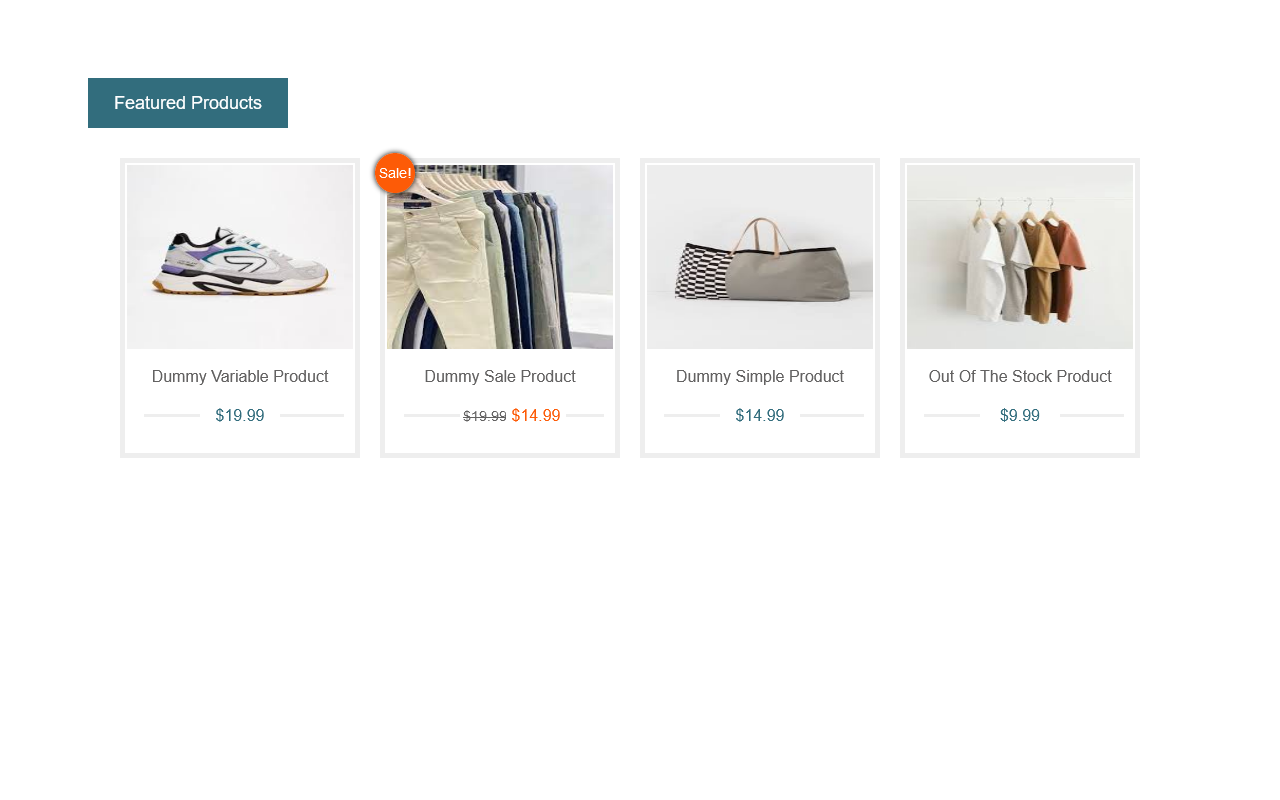 Featured Products
Sale!
Dummy Variable Product
$19.99
Dummy Sale Product
$19.99 $14.99
Dummy Simple Product
$14.99
Out Of The Stock Product
$9.99